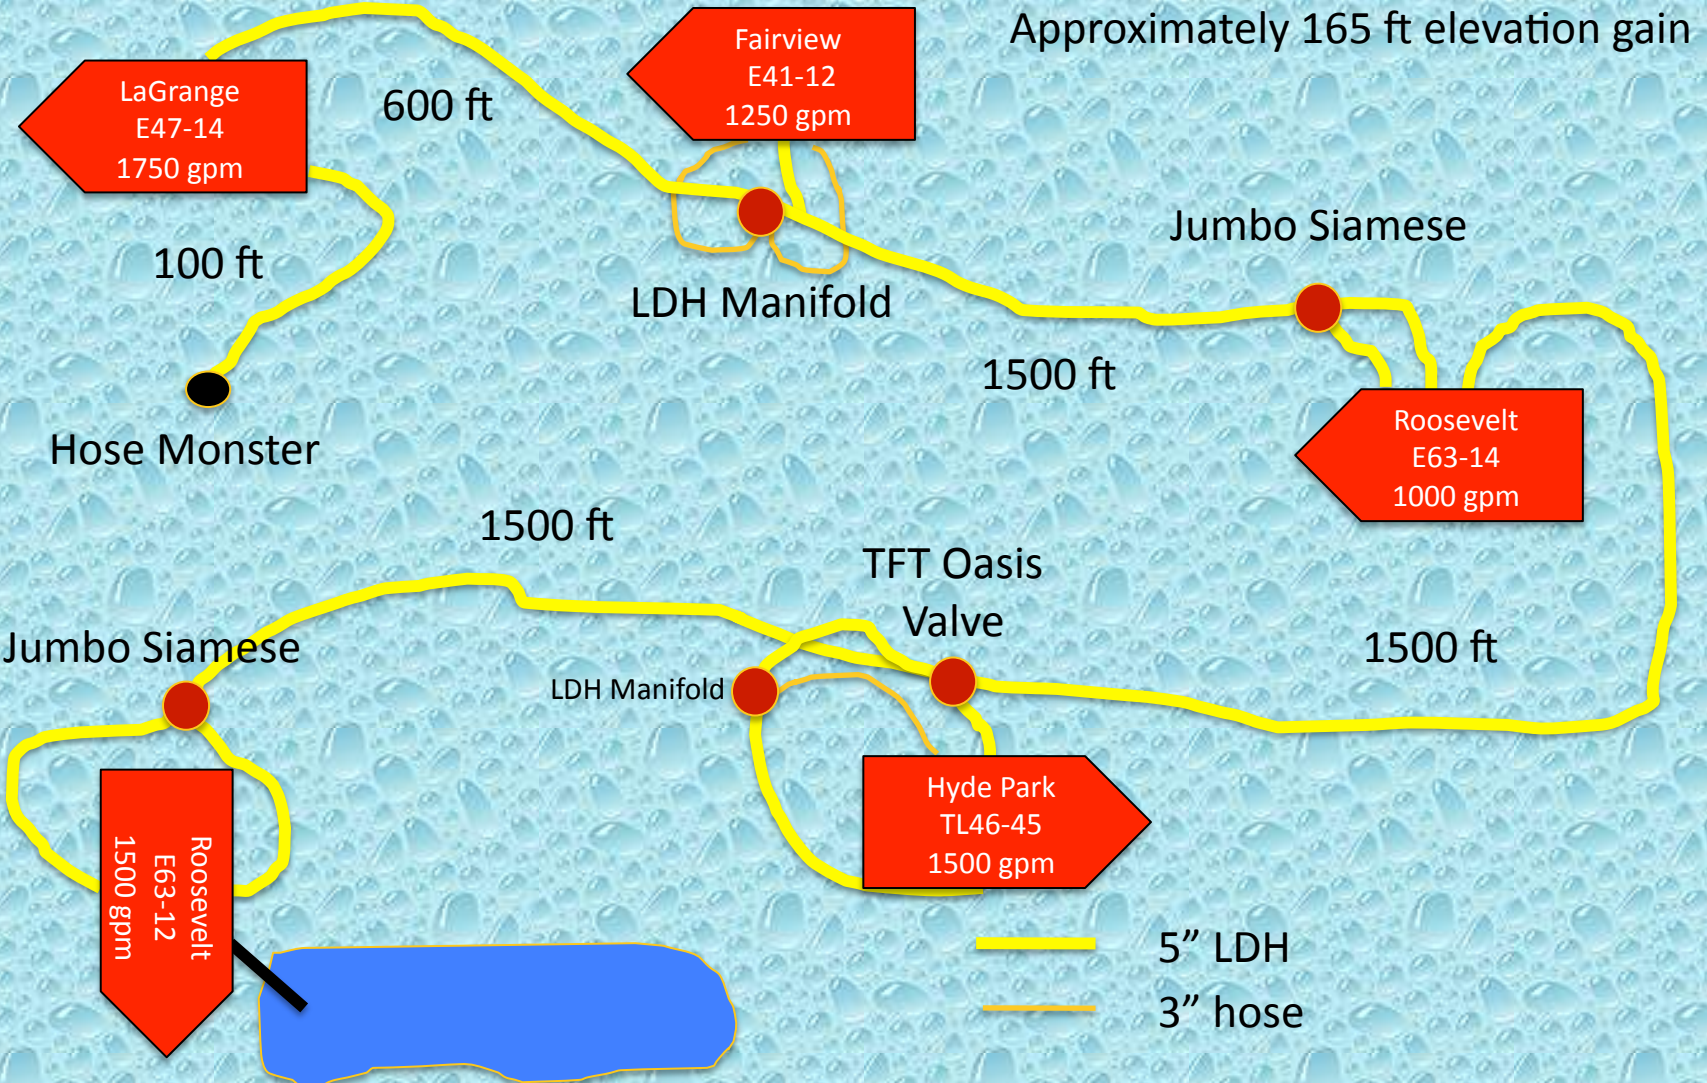 Approximately 165 ft elevation gain
LaGrange
E47-14
1750 gpm
600 ft
Fairview
E41-12
1250 gpm
100 ft
Hose Monster
LDH Manifold
Jumbo Siamese
1500 ft
Roosevelt
E63-14
1000 gpm
1500 ft
TFT Oasis
Valve
1500 ft
Jumbo Siamese
LDH Manifold
Hyde Park
TL46-45
1500 gpm
Roosevelt
E63-12
1500 gpm
5” LDH
3” hose